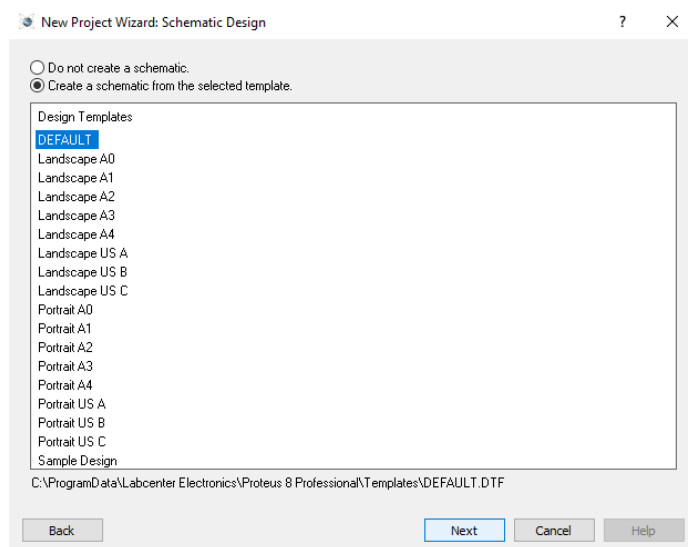 New Project Wizard: Schematic Design ? X
Do not create a schematic.
Create a schematic from the selected template.
Design Templates
DEFAULT
Landscape A0
Landscape A1
Landscape A2
Landscape A3
Landscape A4
Landscape US A
Landscape US B
Landscape US C
Portrait A0
Portrait A1
Portrait A2
Portrait A3
Portrait A4
Portrait US A
Portrait US B
Portrait US C
Sample Design
C:\ProgramData\Labcenter Electronics\Proteus 8 Professional\Templates\DEFAULT.DTF
Back Next Cancel Help